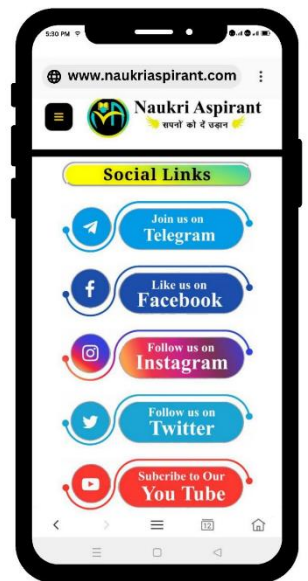 5:30 PM
www.naukriaspirant.com
Naukri Aspirant
सपनों को दें उड़ान
Social Links
Join us on
Telegram
Like us on
Facebook
Follow us on
Instagram
Follow us on
Twitter
Subcribe to Our
You Tube
12